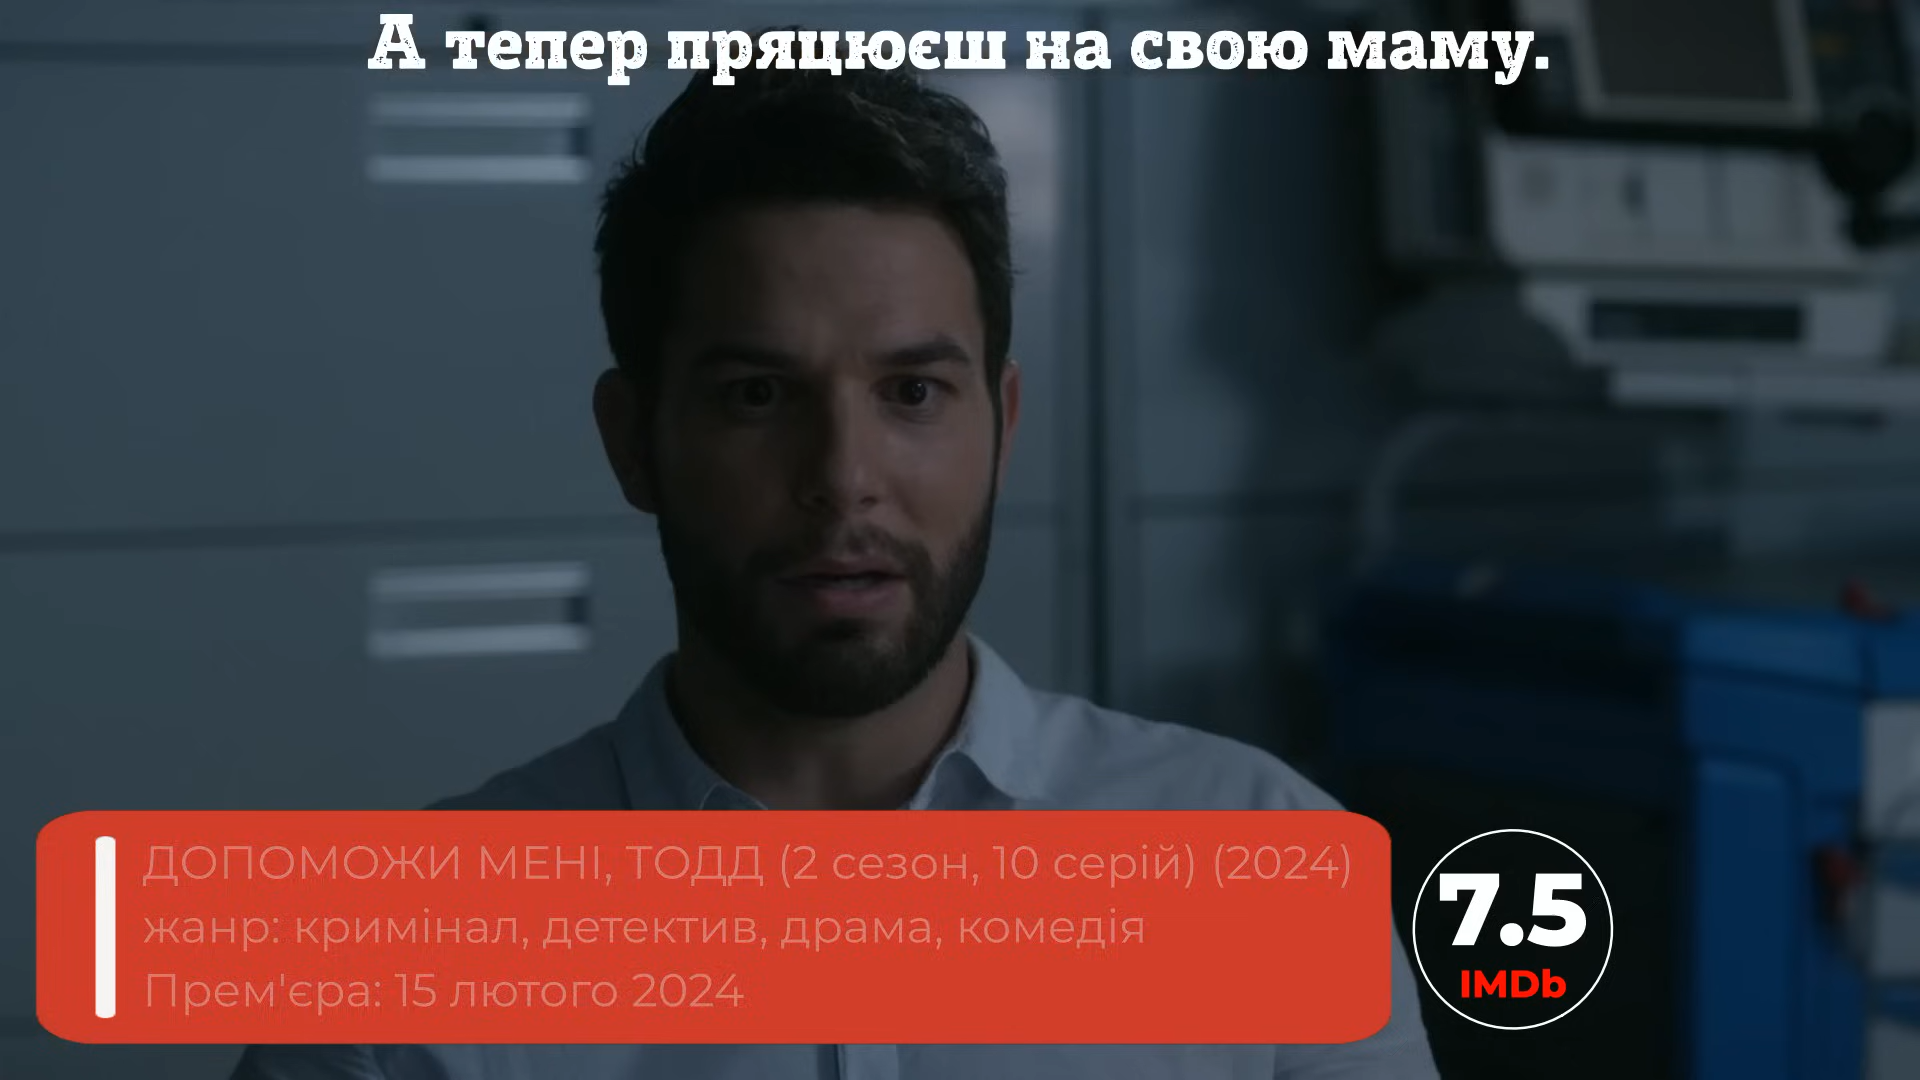 А тепер пряцюєш на свою маму.
ДОПОМОЖИ МЕНІ, ТОДД (2 сезон, 10 серій) (2024)
жанр: кримінал, детектив, драма, комедія
Прем'єра: 15 лютого 2024
7.5
IMDb